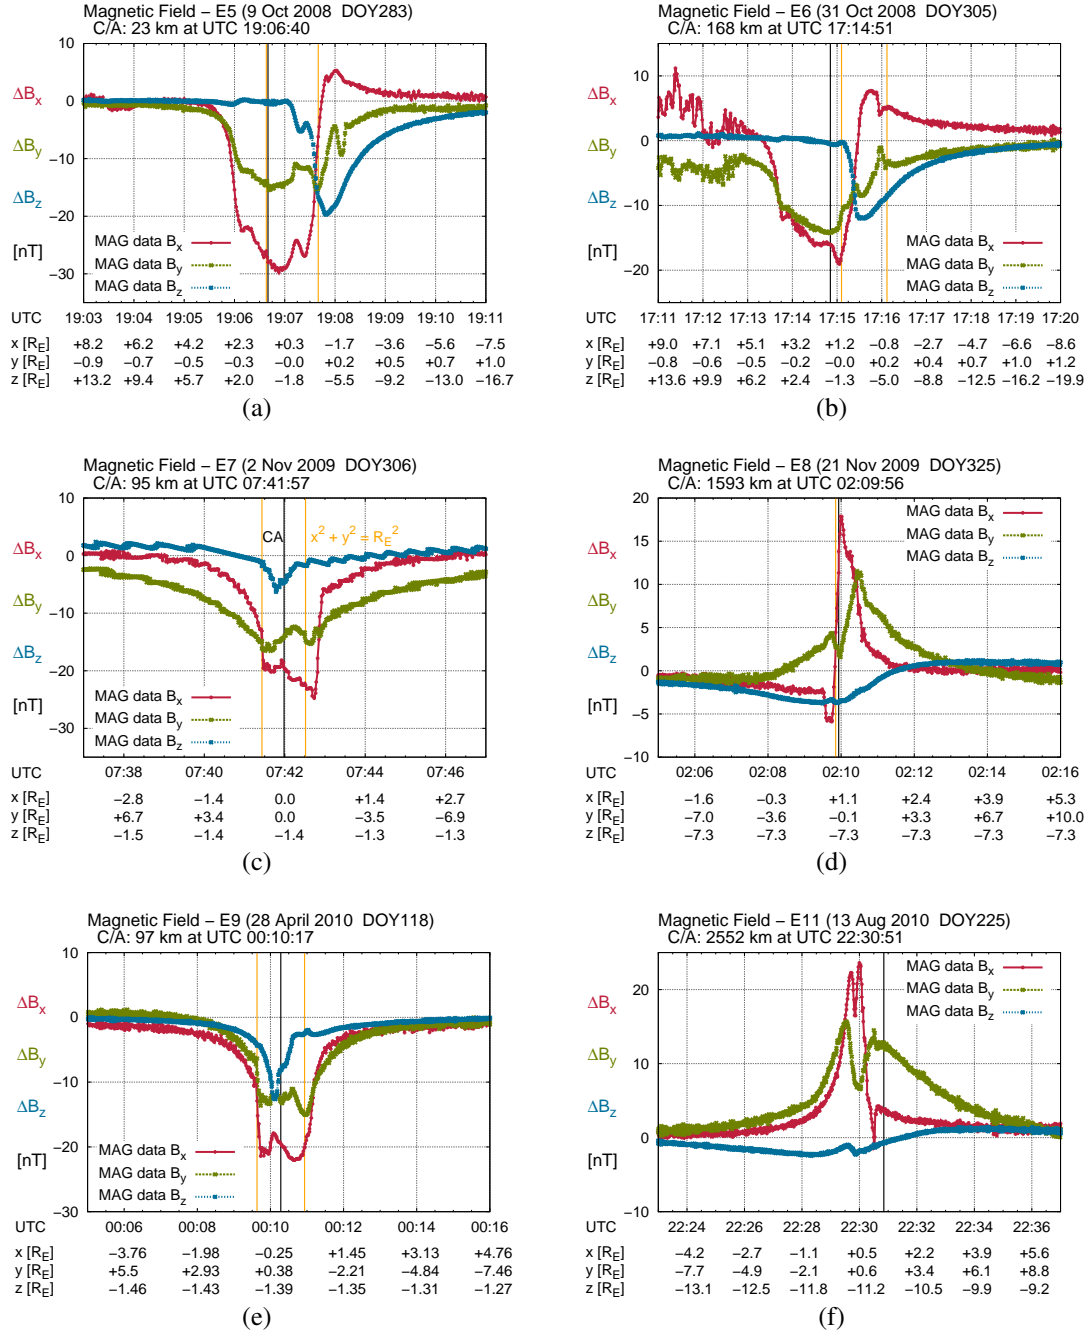 Magnetic Field – E5 (9 Oct 2008 DOY283)
C/A: 23 km at UTC 19:06:40
10
0
−10
−20
−30
ΔBx
ΔBy
ΔBz
[nT]
MAG data Bx
MAG data By
MAG data Bz
UTC 19:03 19:04 19:05 19:06 19:07 19:08 19:09 19:10 19:11
x [RE] +8.2 +6.2 +4.2 +2.3 +0.3 −1.7 −3.6 −5.6 −7.5
y [RE] −0.9 −0.7 −0.5 −0.3 −0.0 +0.2 +0.5 +0.7 +1.0
z [RE] +13.2 +9.4 +5.7 +2.0 −1.8 −5.5 −9.2 −13.0 −16.7
(a)
Magnetic Field – E6 (31 Oct 2008 DOY305)
C/A: 168 km at UTC 17:14:51
10
0
−10
−20
ΔBx
ΔBy
ΔBz
[nT]
MAG data Bx
MAG data By
MAG data Bz
UTC 17:11 17:12 17:13 17:14 17:15 17:16 17:17 17:18 17:19 17:20
x [RE] +9.0 +7.1 +5.1 +3.2 +1.2 −0.8 −2.7 −4.7 −6.6 −8.6
y [RE] −0.8 −0.6 −0.5 −0.2 −0.0 +0.2 +0.4 +0.7 +1.0 +1.2
z [RE] +13.6 +9.9 +6.2 +2.4 −1.3 −5.0 −8.8 −12.5 −16.2 −19.9
(b)
Magnetic Field – E7 (2 Nov 2009 DOY306)
C/A: 95 km at UTC 07:41:57
10
0
−10
−20
−30
ΔBx
ΔBy
ΔBz
[nT]
CA
x² + y² = RE²
MAG data Bx
MAG data By
MAG data Bz
UTC 07:38 07:40 07:42 07:44 07:46
x [RE] −2.8 −1.4 0.0 +1.4 +2.7
y [RE] +6.7 +3.4 0.0 −3.5 −6.9
z [RE] −1.5 −1.4 −1.4 −1.3 −1.3
(c)
Magnetic Field – E8 (21 Nov 2009 DOY325)
C/A: 1593 km at UTC 02:09:56
20
15
10
5
0
−5
−10
ΔBx
ΔBy
ΔBz
[nT]
MAG data Bx
MAG data By
MAG data Bz
UTC 02:06 02:08 02:10 02:12 02:14 02:16
x [RE] −1.6 −0.3 +1.1 +2.4 +3.9 +5.3
y [RE] −7.0 −3.6 −0.1 +3.3 +6.7 +10.0
z [RE] −7.3 −7.3 −7.3 −7.3 −7.3 −7.3
(d)
Magnetic Field – E9 (28 April 2010 DOY118)
C/A: 97 km at UTC 00:10:17
10
0
−10
−20
−30
ΔBx
ΔBy
ΔBz
[nT]
MAG data Bx
MAG data By
MAG data Bz
UTC 00:06 00:08 00:10 00:12 00:14 00:16
x [RE] −3.76 −1.98 −0.25 +1.45 +3.13 +4.76
y [RE] +5.5 +2.93 +0.38 −2.21 −4.84 −7.46
z [RE] −1.46 −1.43 −1.39 −1.35 −1.31 −1.27
(e)
Magnetic Field – E11 (13 Aug 2010 DOY225)
C/A: 2552 km at UTC 22:30:51
20
10
0
−10
ΔBx
ΔBy
ΔBz
[nT]
MAG data Bx
MAG data By
MAG data Bz
UTC 22:24 22:26 22:28 22:30 22:32 22:34 22:36
x [RE] −4.2 −2.7 −1.1 +0.5 +2.2 +3.9 +5.6
y [RE] −7.7 −4.9 −2.1 +0.6 +3.4 +6.1 +8.8
z [RE] −13.1 −12.5 −11.8 −11.2 −10.5 −9.9 −9.2
(f)